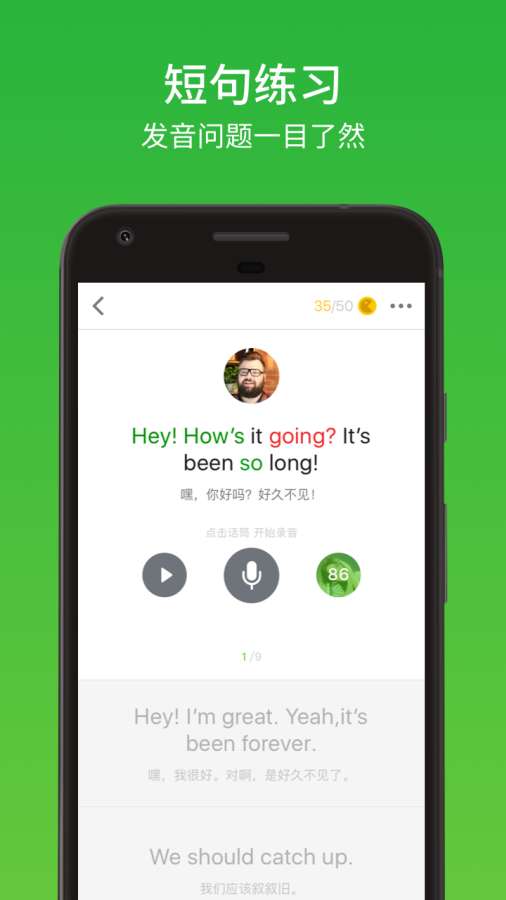 短句练习
发音问题一目了然
35/50
Hey! How's it going? It's
been so long!
嘿，你好吗？好久不见！
点击话筒 开始录音
86
1/9
Hey! I'm great. Yeah,it's
been forever.
嘿，我很好。对啊，是好久不见了。
We should catch up.
我们应该叙叙旧。